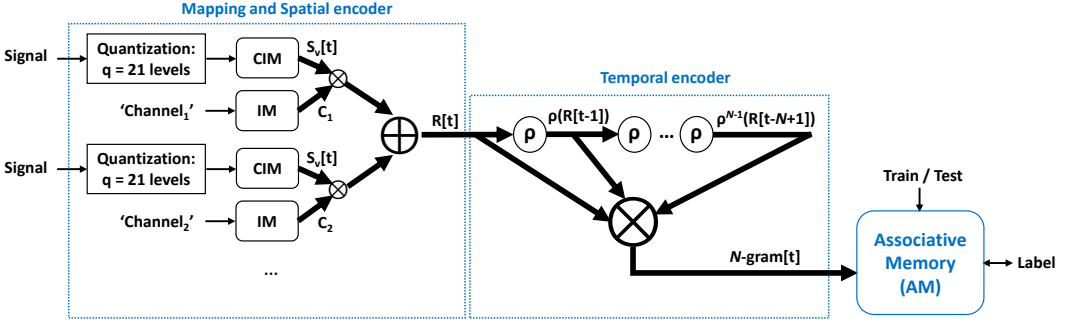 Mapping and Spatial encoder
Signal
Quantization:
q = 21 levels
CIM
Sᵥ[t]
'Channel₁'
IM
C₁
Signal
Quantization:
q = 21 levels
CIM
Sᵥ[t]
'Channel₂'
IM
C₂
...
R[t]
Temporal encoder
ρ
ρ(R[t-1])
ρ
...
ρ
ρᴺ⁻¹(R[t-N+1])
N-gram[t]
Train / Test
Associative
Memory
(AM)
Label